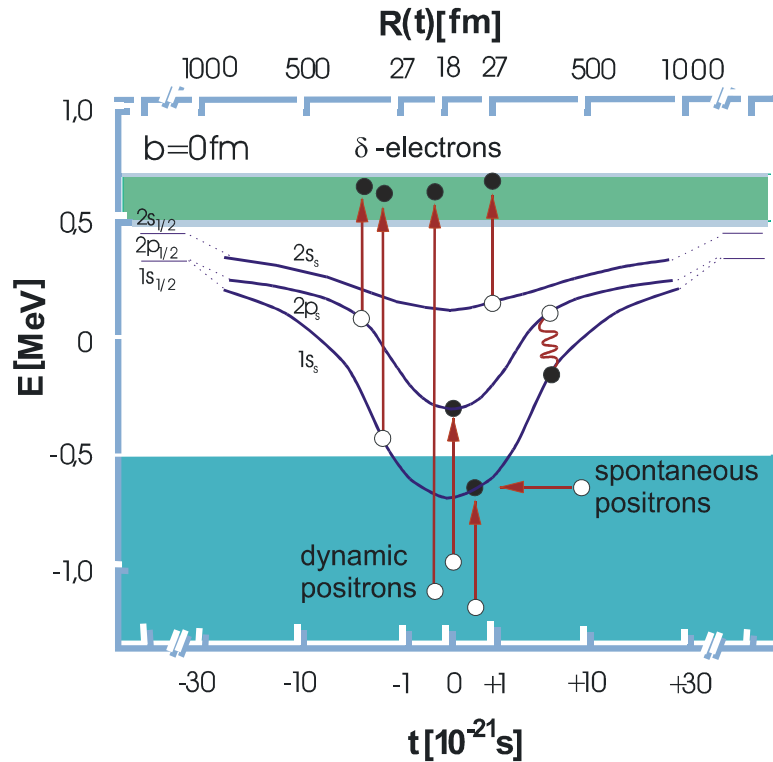 R(t)[fm]
1000 500 27 18 27 500 1000
1,0
b=0fm
δ -electrons
0,5
2s1/2
2p1/2
1s1/2
2ss
2ps
1ss
0
E[MeV]
-0,5
spontaneous
positrons
dynamic
positrons
-1,0
-30 -10 -1 0 +1 +10 +30
t[10-21s]